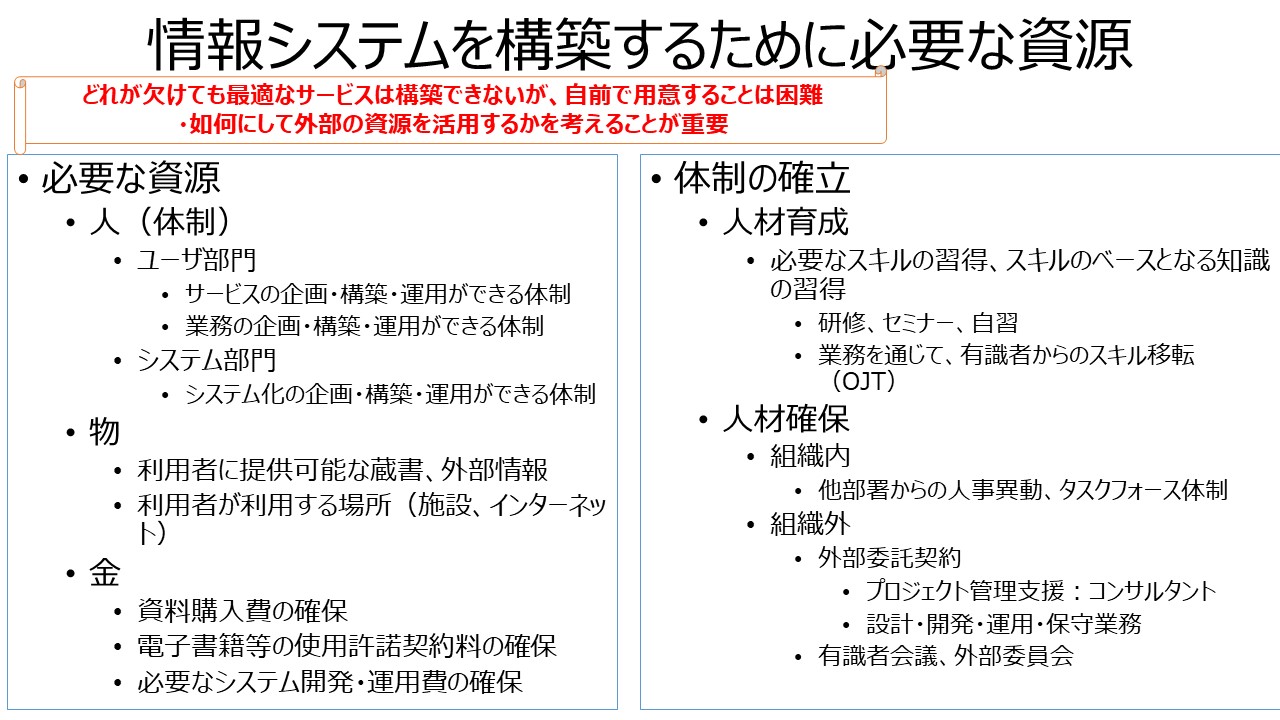 情報システムを構築するために必要な資源
どれが欠けても最適なサービスは構築できないが、自前で用意することは困難
・如何にして外部の資源を活用するかを考えることが重要
• 必要な資源
• 人（体制）
• ユーザ部門
• サービスの企画・構築・運用ができる体制
• 業務の企画・構築・運用ができる体制
• システム部門
• システム化の企画・構築・運用ができる体制
• 物
• 利用者に提供可能な蔵書、外部情報
• 利用者が利用する場所（施設、インターネッ
ト）
• 金
• 資料購入費の確保
• 電子書籍等の使用許諾契約料の確保
• 必要なシステム開発・運用費の確保
• 体制の確立
• 人材育成
• 必要なスキルの習得、スキルのベースとなる知識
の習得
• 研修、セミナー、自習
• 業務を通じて、有識者からのスキル移転
（OJT）
• 人材確保
• 組織内
• 他部署からの人事異動、タスクフォース体制
• 組織外
• 外部委託契約
• プロジェクト管理支援：コンサルタント
• 設計・開発・運用・保守業務
• 有識者会議、外部委員会